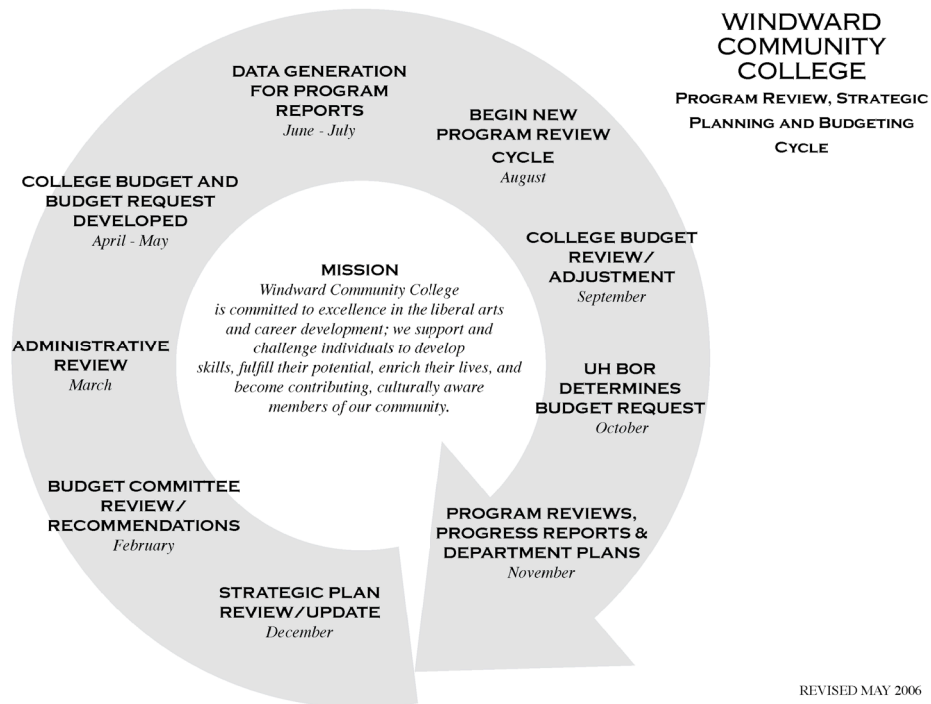 WINDWARD
COMMUNITY
COLLEGE
PROGRAM REVIEW, STRATEGIC
PLANNING AND BUDGETING
CYCLE
DATA GENERATION
FOR PROGRAM
REPORTS
June - July
BEGIN NEW
PROGRAM REVIEW
CYCLE
August
COLLEGE BUDGET
REVIEW/
ADJUSTMENT
September
UH BOR
DETERMINES
BUDGET REQUEST
October
PROGRAM REVIEWS,
PROGRESS REPORTS &
DEPARTMENT PLANS
November
STRATEGIC PLAN
REVIEW/UPDATE
December
BUDGET COMMITTEE
REVIEW/
RECOMMENDATIONS
February
ADMINISTRATIVE
REVIEW
March
COLLEGE BUDGET AND
BUDGET REQUEST
DEVELOPED
April - May
MISSION
Windward Community College
is committed to excellence in the liberal arts
and career development; we support and
challenge individuals to develop
skills, fulfill their potential, enrich their lives, and
become contributing, culturally aware
members of our community.
REVISED MAY 2006